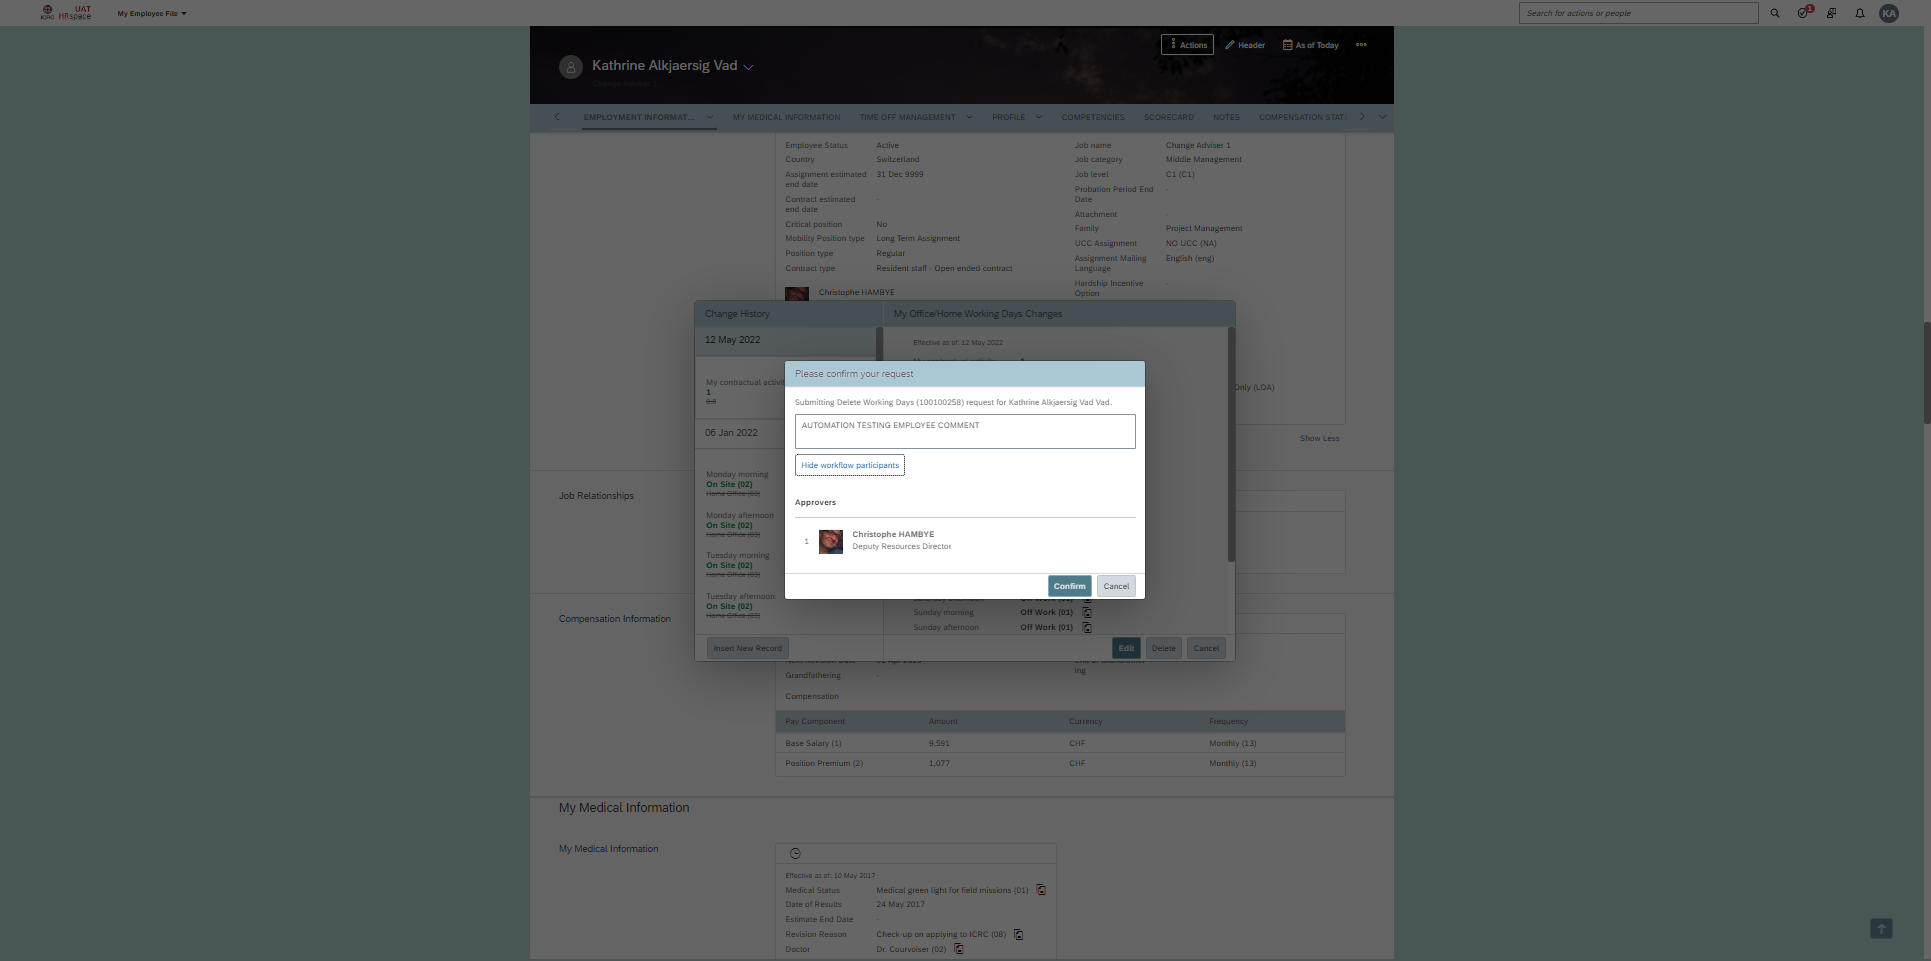 ICRC
UAT
HRspace
My Employee File
Search for actions or people
1
KA
Actions
Header
As of Today
Kathrine Alkjaersig Vad
Change Adviser 1
EMPLOYMENT INFORMAT...
MY MEDICAL INFORMATION
TIME OFF MANAGEMENT
PROFILE
COMPETENCIES
SCORECARD
NOTES
COMPENSATION STAT
Employee Status Active
Country Switzerland
Assignment estimated end date 31 Dec 9999
Contract estimated end date -
Critical position No
Mobility Position type Long Term Assignment
Position type Regular
Contract type Resident staff - Open ended contract
Christophe HAMBYE
Job name Change Adviser 1
Job category Middle Management
Job level C1 (C1)
Probation Period End Date -
Attachment -
Family Project Management
UCC Assignment NO UCC (NA)
Assignment Mailing Language English (eng)
Hardship Incentive Option -
Only (LOA)
Show Less
Change History
12 May 2022
My contractual activi
1
0.8
06 Jan 2022
Monday morning
On Site (02)
Home Office (03)
Monday afternoon
On Site (02)
Home Office (03)
Tuesday morning
On Site (02)
Home Office (03)
Tuesday afternoon
On Site (02)
Home Office (03)
Insert New Record
My Office/Home Working Days Changes
Effective as of: 12 May 2022
Please confirm your request
Submitting Delete Working Days (100100258) request for Kathrine Alkjaersig Vad Vad.
AUTOMATION TESTING EMPLOYEE COMMENT
Hide workflow participants
Approvers
1
Christophe HAMBYE
Deputy Resources Director
Confirm
Cancel
Sunday morning Off Work (01)
Sunday afternoon Off Work (01)
Edit
Delete
Cancel
Job Relationships
Compensation Information
ing
Grandfathering -
Compensation
Pay Component Amount Currency Frequency
Base Salary (1) 9,591 CHF Monthly (13)
Position Premium (2) 1,077 CHF Monthly (13)
My Medical Information
My Medical Information
Effective as of: 10 May 2017
Medical Status Medical green light for field missions (01)
Date of Results 24 May 2017
Estimate End Date -
Revision Reason Check-up on applying to ICRC (08)
Doctor Dr. Courvoiser (02)